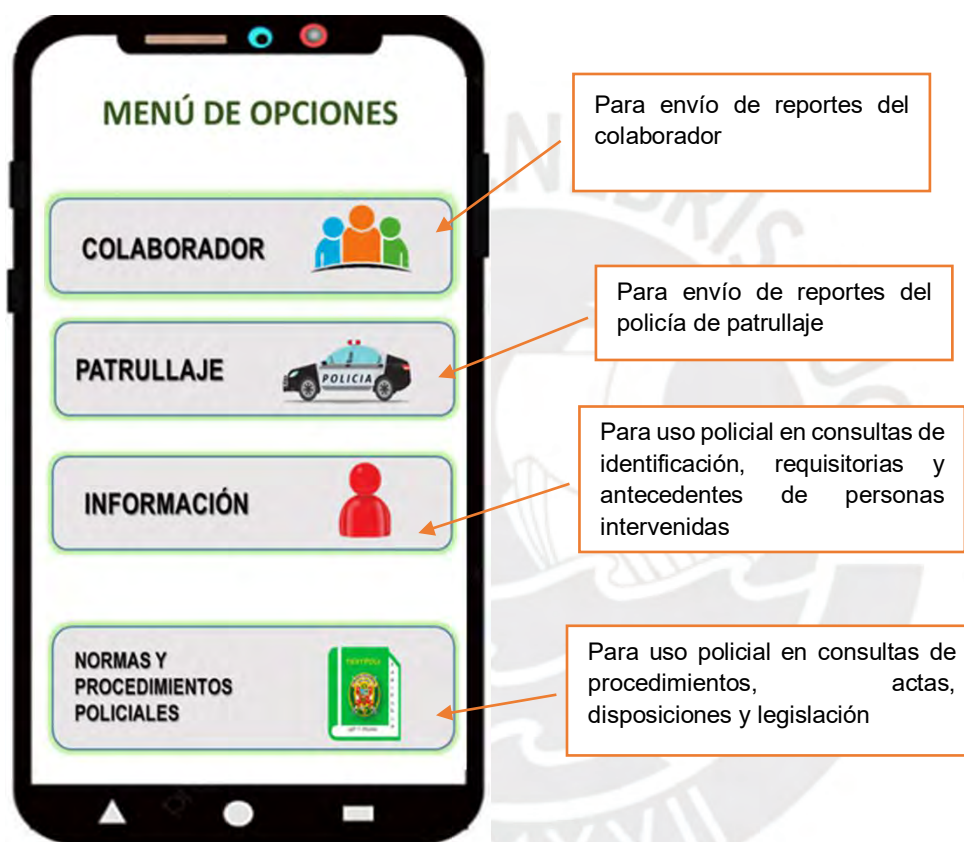 MENÚ DE OPCIONES
COLABORADOR
PATRULLAJE
POLICIA
INFORMACIÓN
NORMAS Y
PROCEDIMIENTOS
POLICIALES
Para envío de reportes del
colaborador
Para envío de reportes del
policía de patrullaje
Para uso policial en consultas de
identificación, requisitorias y
antecedentes de personas
intervenidas
Para uso policial en consultas de
procedimientos, actas,
disposiciones y legislación